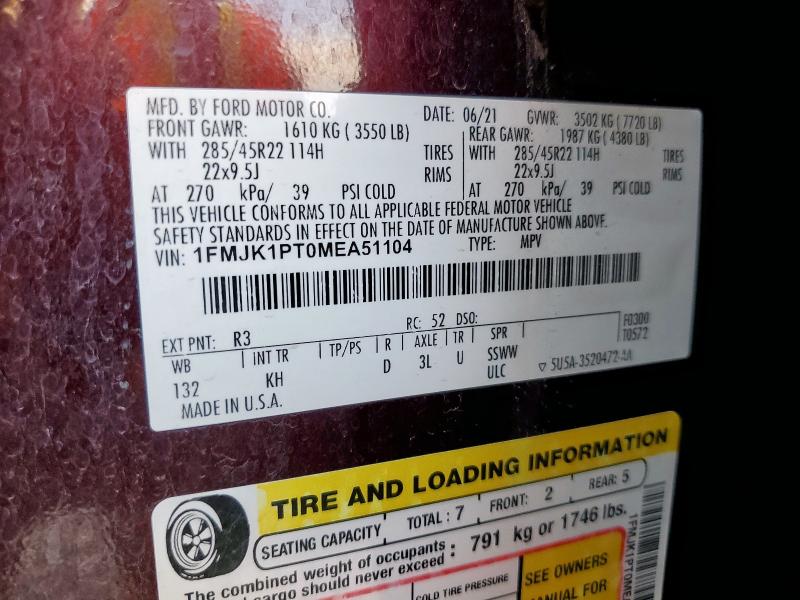 MFD. BY FORD MOTOR CO. DATE: 06/21 GVWR: 3502 KG ( 7720 LB)
FRONT GAWR: 1610 KG ( 3550 LB) REAR GAWR: 1987 KG ( 4380 LB)
WITH 285/45R22 114H TIRES WITH 285/45R22 114H TIRES
22x9.5J RIMS 22x9.5J RIMS
AT 270 kPa/ 39 PSI COLD AT 270 kPa/ 39 PSI COLD
THIS VEHICLE CONFORMS TO ALL APPLICABLE FEDERAL MOTOR VEHICLE
SAFETY STANDARDS IN EFFECT ON THE DATE OF MANUFACTURE SHOWN ABOVE.
VIN: 1FMJK1PT0MEA51104 TYPE: MPV
EXT PNT: R3 RC: 52 DSO: F0300
T0572
WB INT TR TP/PS R AXLE TR SPR
132 KH D 3L U SSWW
ULC 5U5A-3520472-AA
MADE IN U.S.A.
TIRE AND LOADING INFORMATION
SEATING CAPACITY TOTAL : 7 FRONT: 2 REAR: 5
The combined weight of occupants : 791 kg or 1746 lbs.
cargo should never exceed :
COLD TIRE PRESSURE SEE OWNERS
MANUAL FOR
1FMJK1PT0ME